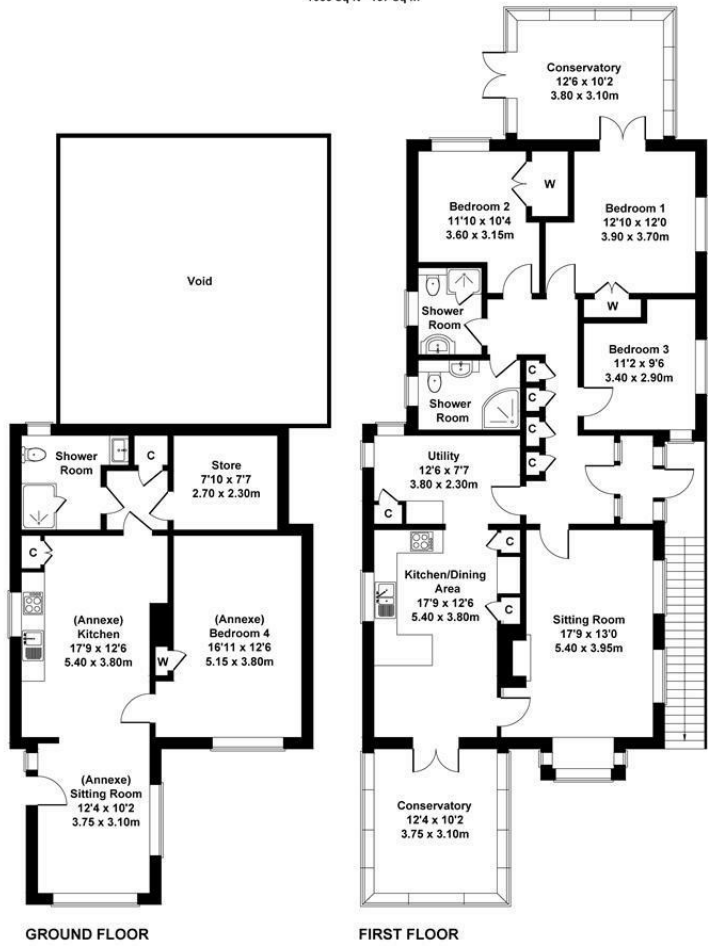 Conservatory
12'6 x 10'2
3.80 x 3.10m
Bedroom 2
11'10 x 10'4
3.60 x 3.15m
W
Bedroom 1
12'10 x 12'0
3.90 x 3.70m
W
Void
Shower
Room
Bedroom 3
11'2 x 9'6
3.40 x 2.90m
Shower
Room
C
C
C
C
Shower
Room
C
Store
7'10 x 7'7
2.70 x 2.30m
Utility
12'6 x 7'7
3.80 x 2.30m
C
C
(Annexe)
Kitchen
17'9 x 12'6
5.40 x 3.80m
(Annexe)
Bedroom 4
16'11 x 12'6
5.15 x 3.80m
W
C
Kitchen/Dining
Area
17'9 x 12'6
5.40 x 3.80m
C
Sitting Room
17'9 x 13'0
5.40 x 3.95m
(Annexe)
Sitting Room
12'4 x 10'2
3.75 x 3.10m
Conservatory
12'4 x 10'2
3.75 x 3.10m
GROUND FLOOR
FIRST FLOOR